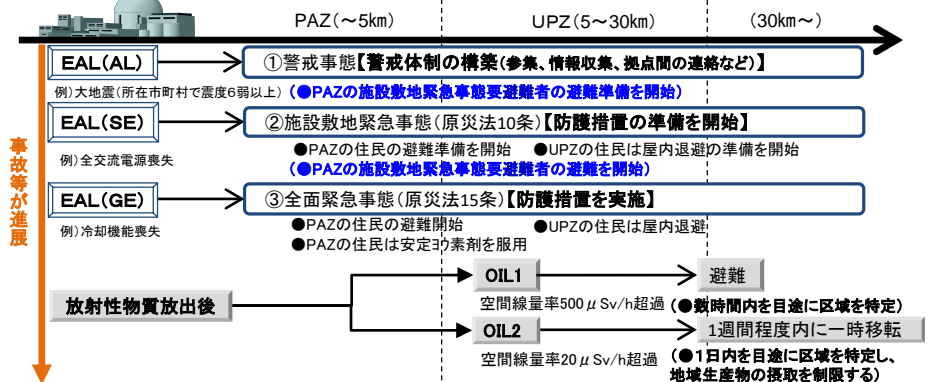 PAZ(～5km)
UPZ(5～30km)
(30km～)
EAL(AL)
①警戒事態【警戒体制の構築(参集、情報収集、拠点間の連絡など)】
例)大地震(所在市町村で震度6弱以上)
(●PAZの施設敷地緊急事態要避難者の避難準備を開始)
EAL(SE)
②施設敷地緊急事態(原災法10条)【防護措置の準備を開始】
例)全交流電源喪失
●PAZの住民の避難準備を開始
●UPZの住民は屋内退避の準備を開始
(●PAZの施設敷地緊急事態要避難者の避難を開始)
EAL(GE)
③全面緊急事態(原災法15条)【防護措置を実施】
例)冷却機能喪失
●PAZの住民の避難開始
●UPZの住民は屋内退避
●PAZの住民は安定ヨウ素剤を服用
事故等が進展
放射性物質放出後
OIL1
避難
空間線量率500μSv/h超過
(●数時間内を目途に区域を特定)
OIL2
1週間程度内に一時移転
空間線量率20μSv/h超過
(●1日内を目途に区域を特定し、
地域生産物の摂取を制限する)